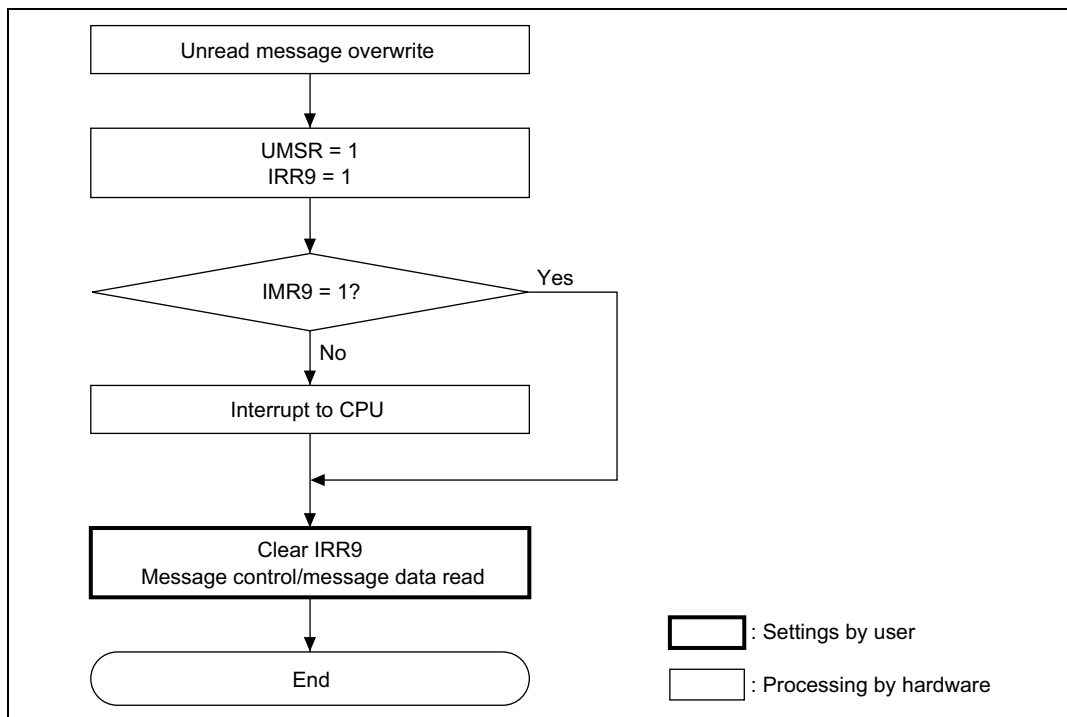 Unread message overwrite
UMSR = 1
IRR9 = 1
IMR9 = 1?
Yes
No
Interrupt to CPU
Clear IRR9
Message control/message data read
End
: Settings by user
: Processing by hardware